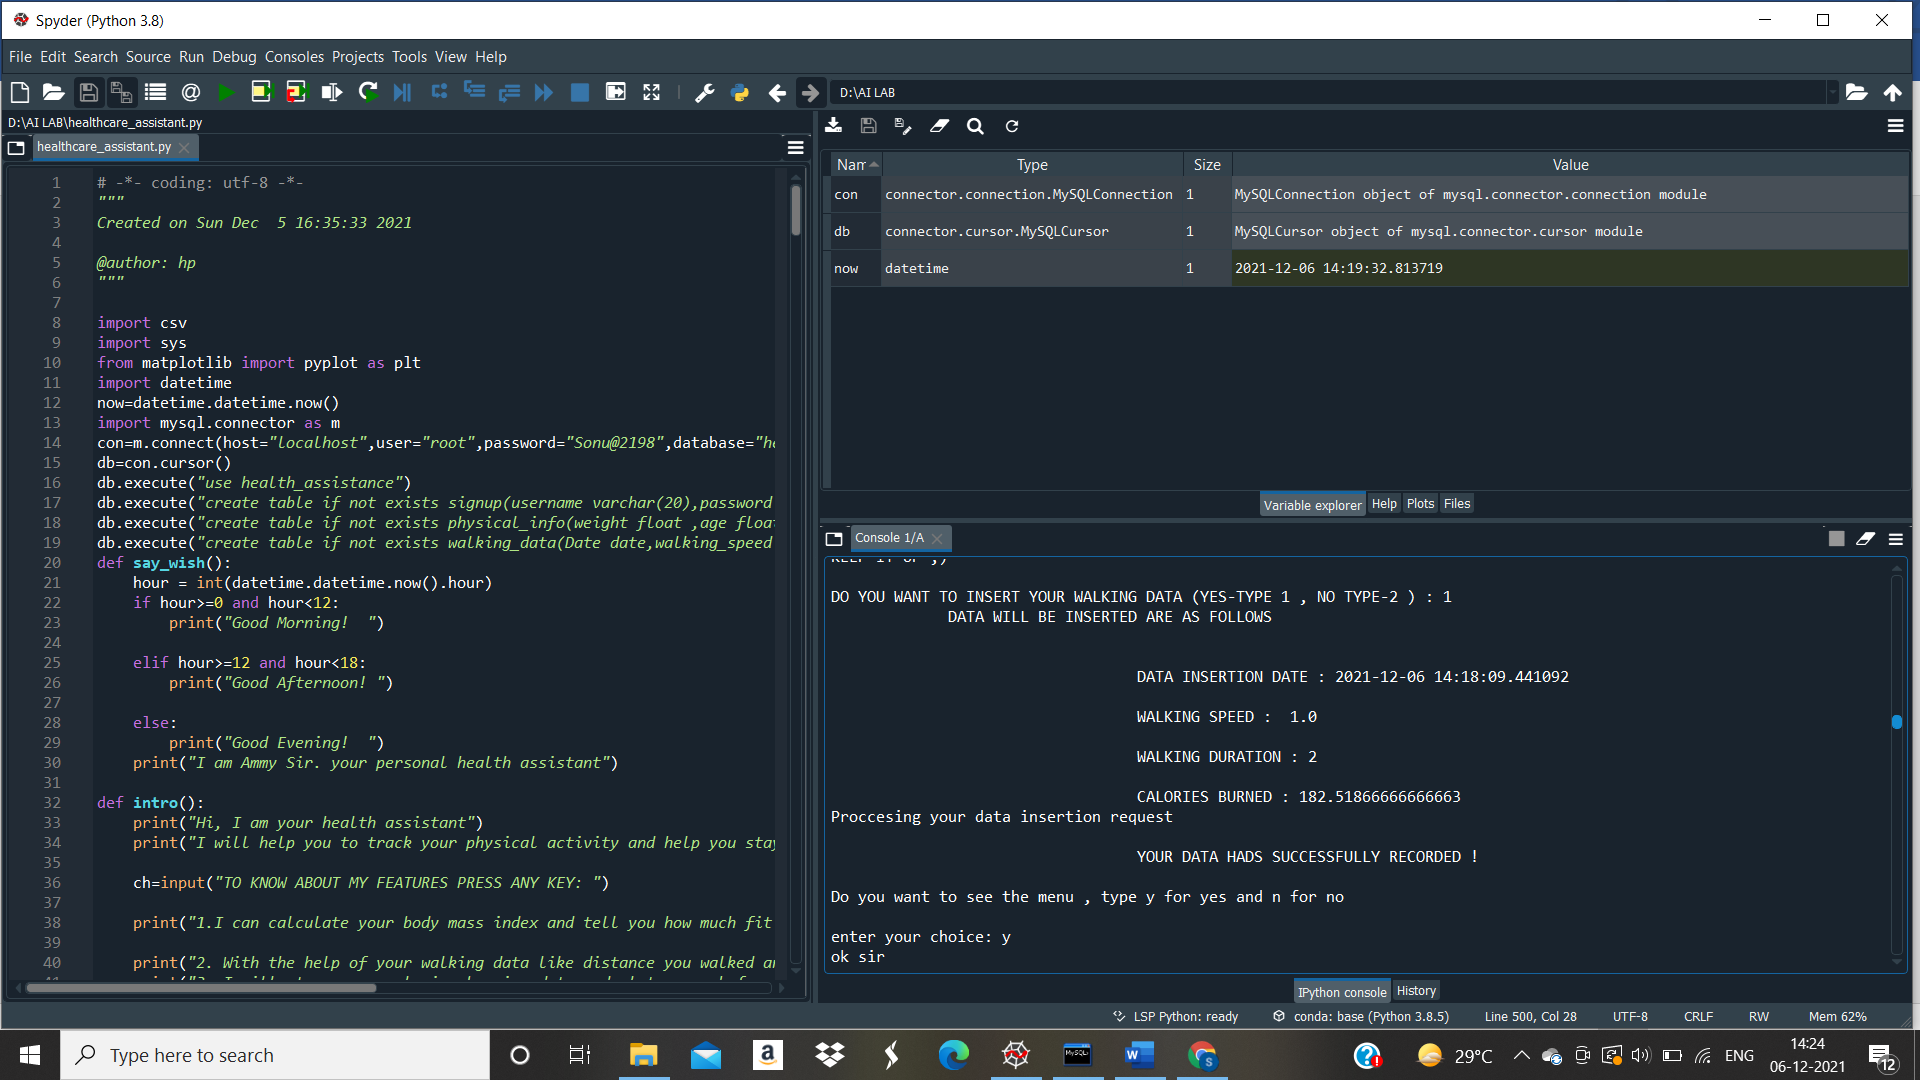 Spyder (Python 3.8)
File Edit Search Source Run Debug Consoles Projects Tools View Help
D:\AI LAB
D:\AI LAB\healthcare_assistant.py
healthcare_assistant.py
1 # -*- coding: utf-8 -*-
2 """
3 Created on Sun Dec  5 16:35:33 2021
4
5 @author: hp
6 """
7
8 import csv
9 import sys
10 from matplotlib import pyplot as plt
11 import datetime
12 now=datetime.datetime.now()
13 import mysql.connector as m
14 con=m.connect(host="localhost",user="root",password="Sonu@2198",database="he
15 db=con.cursor()
16 db.execute("use health_assistance")
17 db.execute("create table if not exists signup(username varchar(20),password
18 db.execute("create table if not exists physical_info(weight float ,age float
19 db.execute("create table if not exists walking_data(Date date,walking_speed
20 def say_wish():
21     hour = int(datetime.datetime.now().hour)
22     if hour>=0 and hour<12:
23         print("Good Morning!  ")
24
25     elif hour>=12 and hour<18:
26         print("Good Afternoon! ")
27
28     else:
29         print("Good Evening!  ")
30     print("I am Ammy Sir. your personal health assistant")
31
32 def intro():
33     print("Hi, I am your health assistant")
34     print("I will help you to track your physical activity and help you stay
35
36     ch=input("TO KNOW ABOUT MY FEATURES PRESS ANY KEY: ")
37
38     print("1.I can calculate your body mass index and tell you how much fit
39
40     print("2. With the help of your walking data like distance you walked an
Nam Type Size Value
con connector.connection.MySQLConnection 1 MySQLConnection object of mysql.connector.connection module
db connector.cursor.MySQLCursor 1 MySQLCursor object of mysql.connector.cursor module
now datetime 1 2021-12-06 14:19:32.813719
Variable explorer Help Plots Files
Console 1/A
KEEP IT UP ;)
DO YOU WANT TO INSERT YOUR WALKING DATA (YES-TYPE 1 , NO TYPE-2 ) : 1
DATA WILL BE INSERTED ARE AS FOLLOWS
DATA INSERTION DATE : 2021-12-06 14:18:09.441092
WALKING SPEED :  1.0
WALKING DURATION : 2
CALORIES BURNED : 182.51866666666663
Proccesing your data insertion request
YOUR DATA HADS SUCCESSFULLY RECORDED !
Do you want to see the menu , type y for yes and n for no
enter your choice: y
ok sir
IPython console History
LSP Python: ready conda: base (Python 3.8.5) Line 500, Col 28 UTF-8 CRLF RW Mem 62%
Type here to search
29°C ENG 14:24
06-12-2021 12